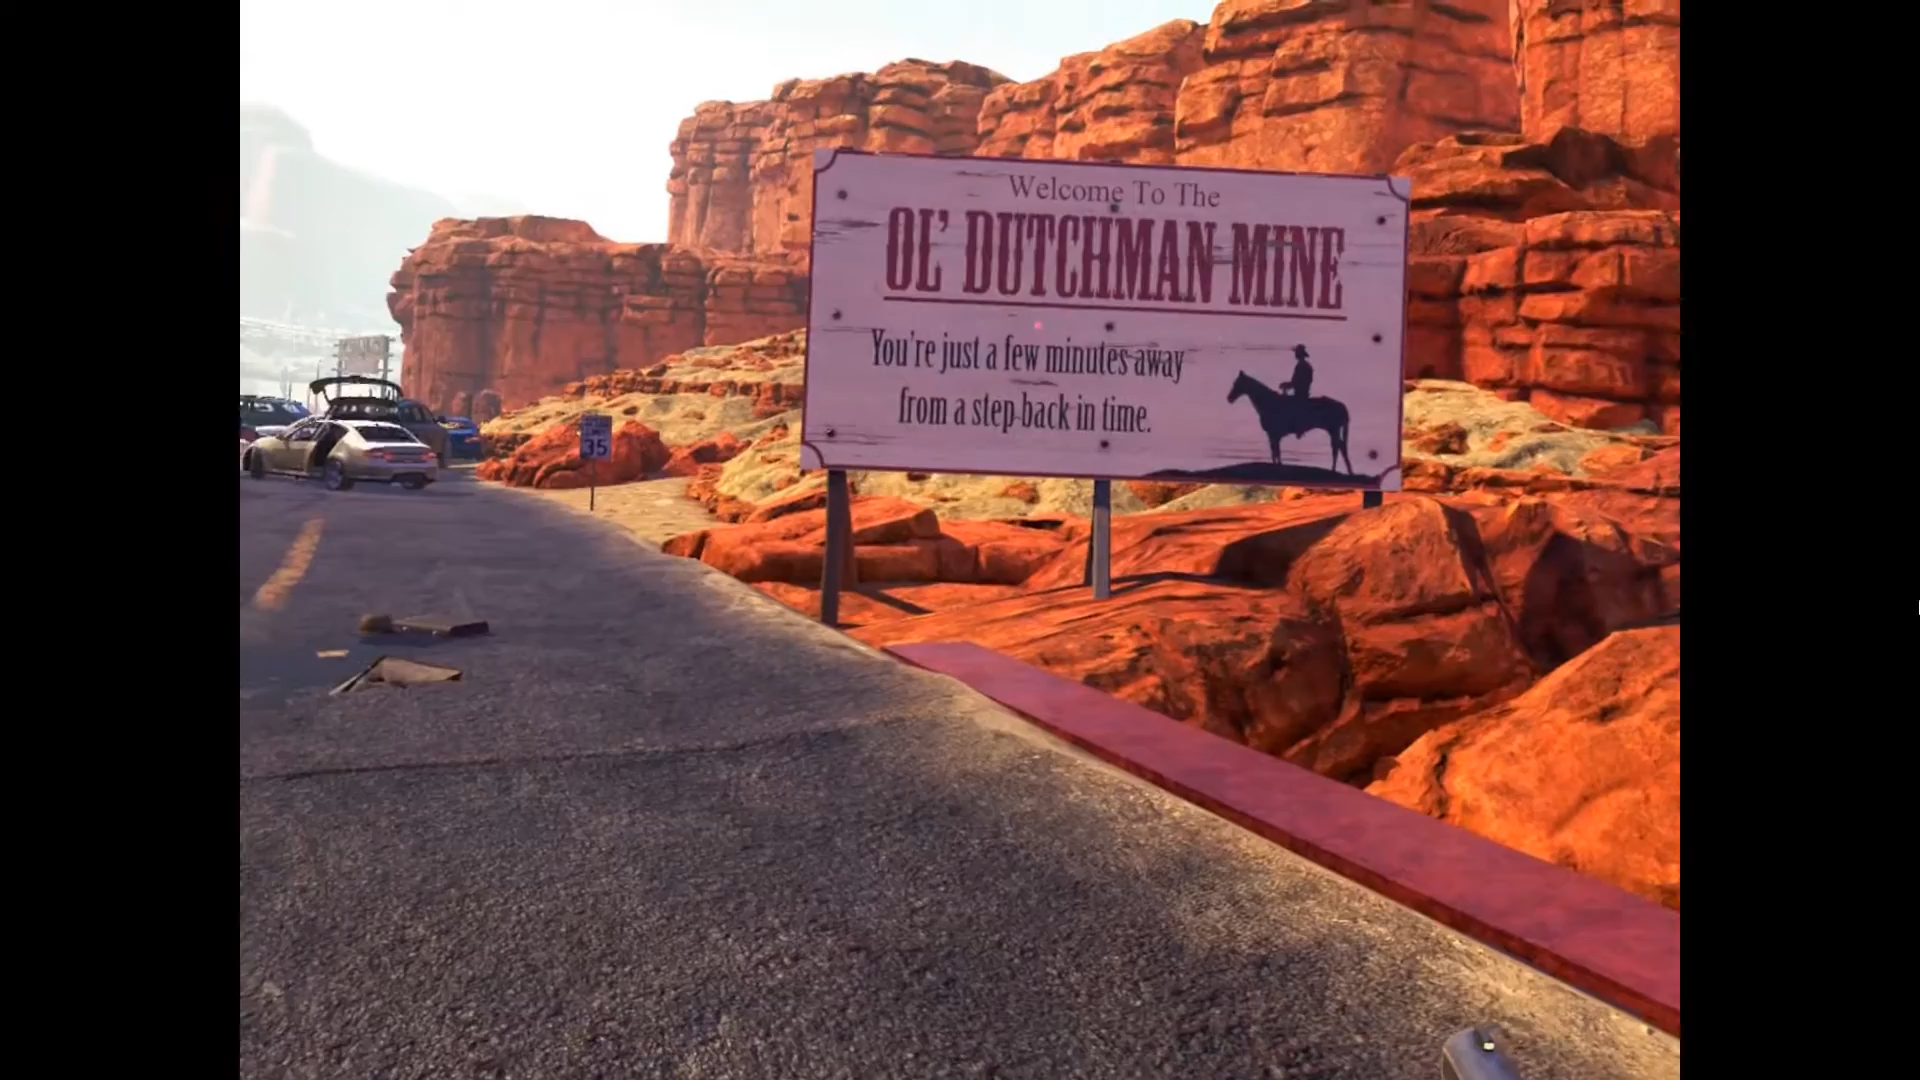 Welcome To The
OL' DUTCHMAN MINE
You're just a few minutes away
from a step back in time.
35